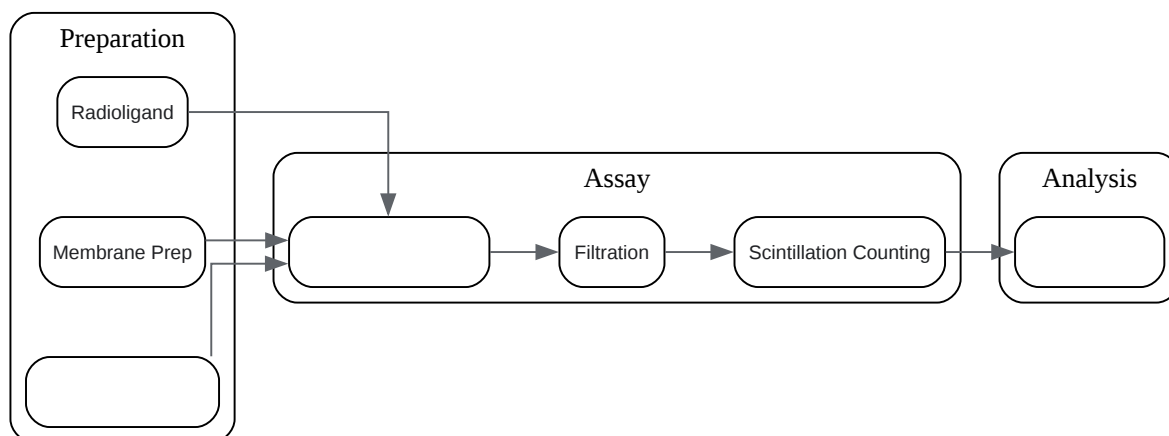 Preparation
Radioligand
Membrane Prep
Assay
Filtration
Scintillation Counting
Analysis